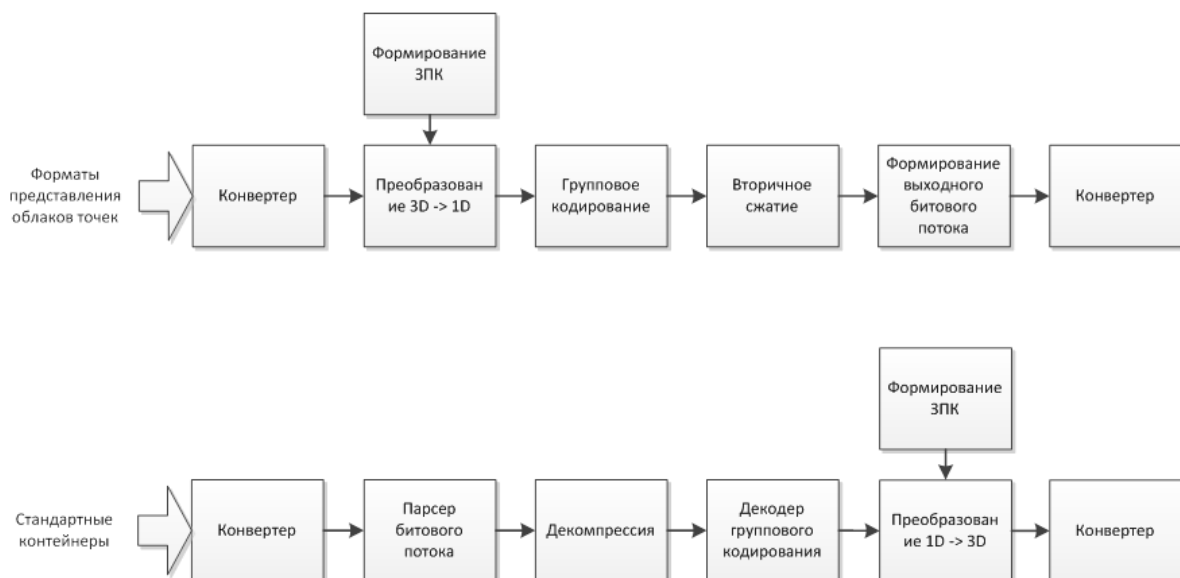 Формирование
ЗПК
Форматы
представления
облаков точек
Конвертер
Преобразован
ие 3D -> 1D
Групповое
кодирование
Вторичное
сжатие
Формирование
выходного
битового
потока
Конвертер
Формирование
ЗПК
Стандартные
контейнеры
Конвертер
Парсер
битового
потока
Декомпрессия
Декодер
группового
кодирования
Преобразован
ие 1D -> 3D
Конвертер